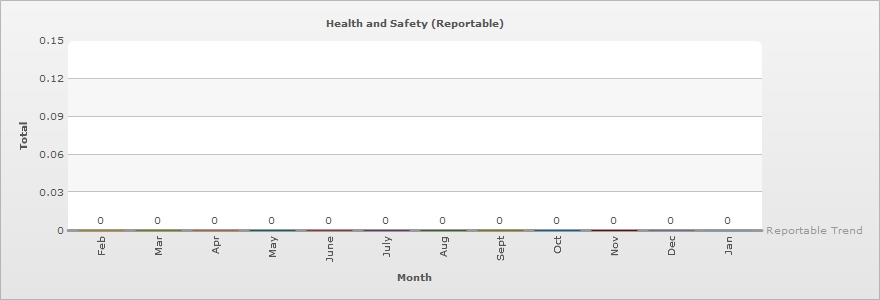 Health and Safety (Reportable)
0.15
0.12
0.09
0.06
0.03
0
Total
0 0 0 0 0 0 0 0 0 0 0 0
Reportable Trend
Feb Mar Apr May June July Aug Sept Oct Nov Dec Jan
Month